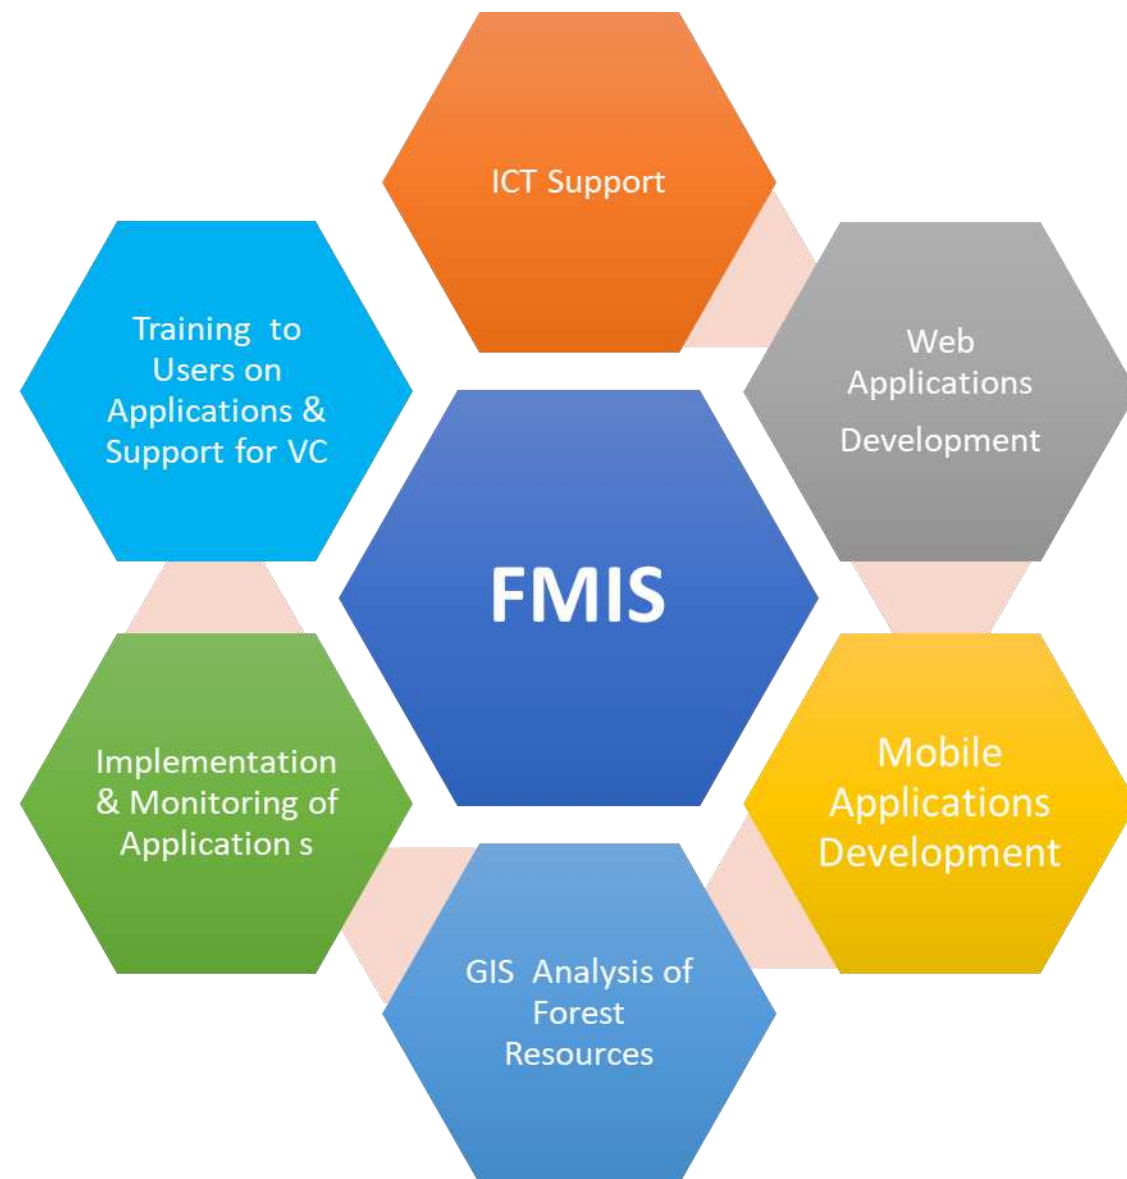 ICT Support
Web
Applications
Development
Mobile
Applications
Development
GIS Analysis of
Forest
Resources
Implementation
& Monitoring of
Application s
Training to
Users on
Applications &
Support for VC
FMIS